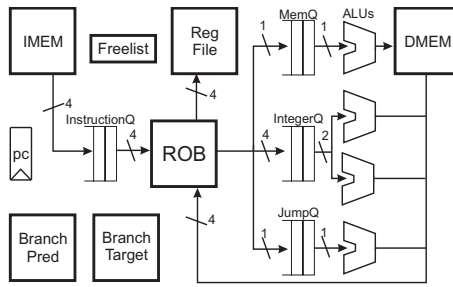 IMEM
Freelist
Reg
File
MemQ
ALUs
DMEM
1
1
4
4
InstructionQ
4
ROB
4
IntegerQ
2
pc
4
JumpQ
1
1
Branch
Pred
Branch
Target